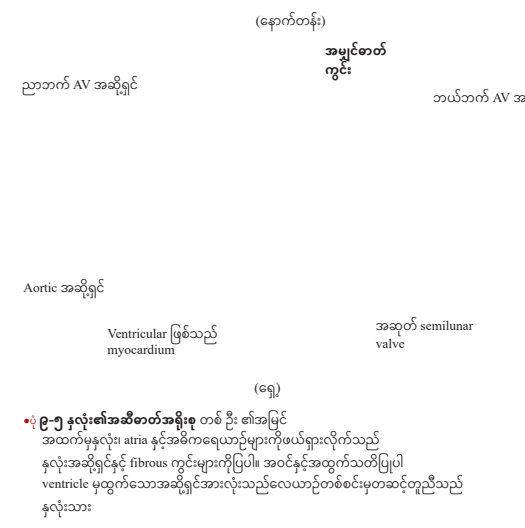 (နောက်တန်း)
အမျှင်ဓာတ်
ကွင်း
ညာဘက် AV အဆို့ရှင်
ဘယ်ဘက် AV အ
Aortic အဆို့ရှင်
Ventricular ဖြစ်သည်
myocardium
အဆုတ် semilunar
valve
(ရှေ့)
●ပုံ ၉-၅ နှလုံး၏အဆီဓာတ်အရိုးစု တစ် ဦး ၏အမြင်
အထက်မှနှလုံး၊ atria နှင့်အဓိကရေယာဉ်များကိုဖယ်ရှားလိုက်သည်
နှလုံးအဆို့ရှင်နှင့် fibrous ကွင်းများကိုပြပါ။ အဝင်နှင့်အထွက်သတိပြုပါ
ventricle မှထွက်သောအဆို့ရှင်အားလုံးသည်လေယာဉ်တစ်စင်းမှတဆင့်တူညီသည်
နှလုံးသား